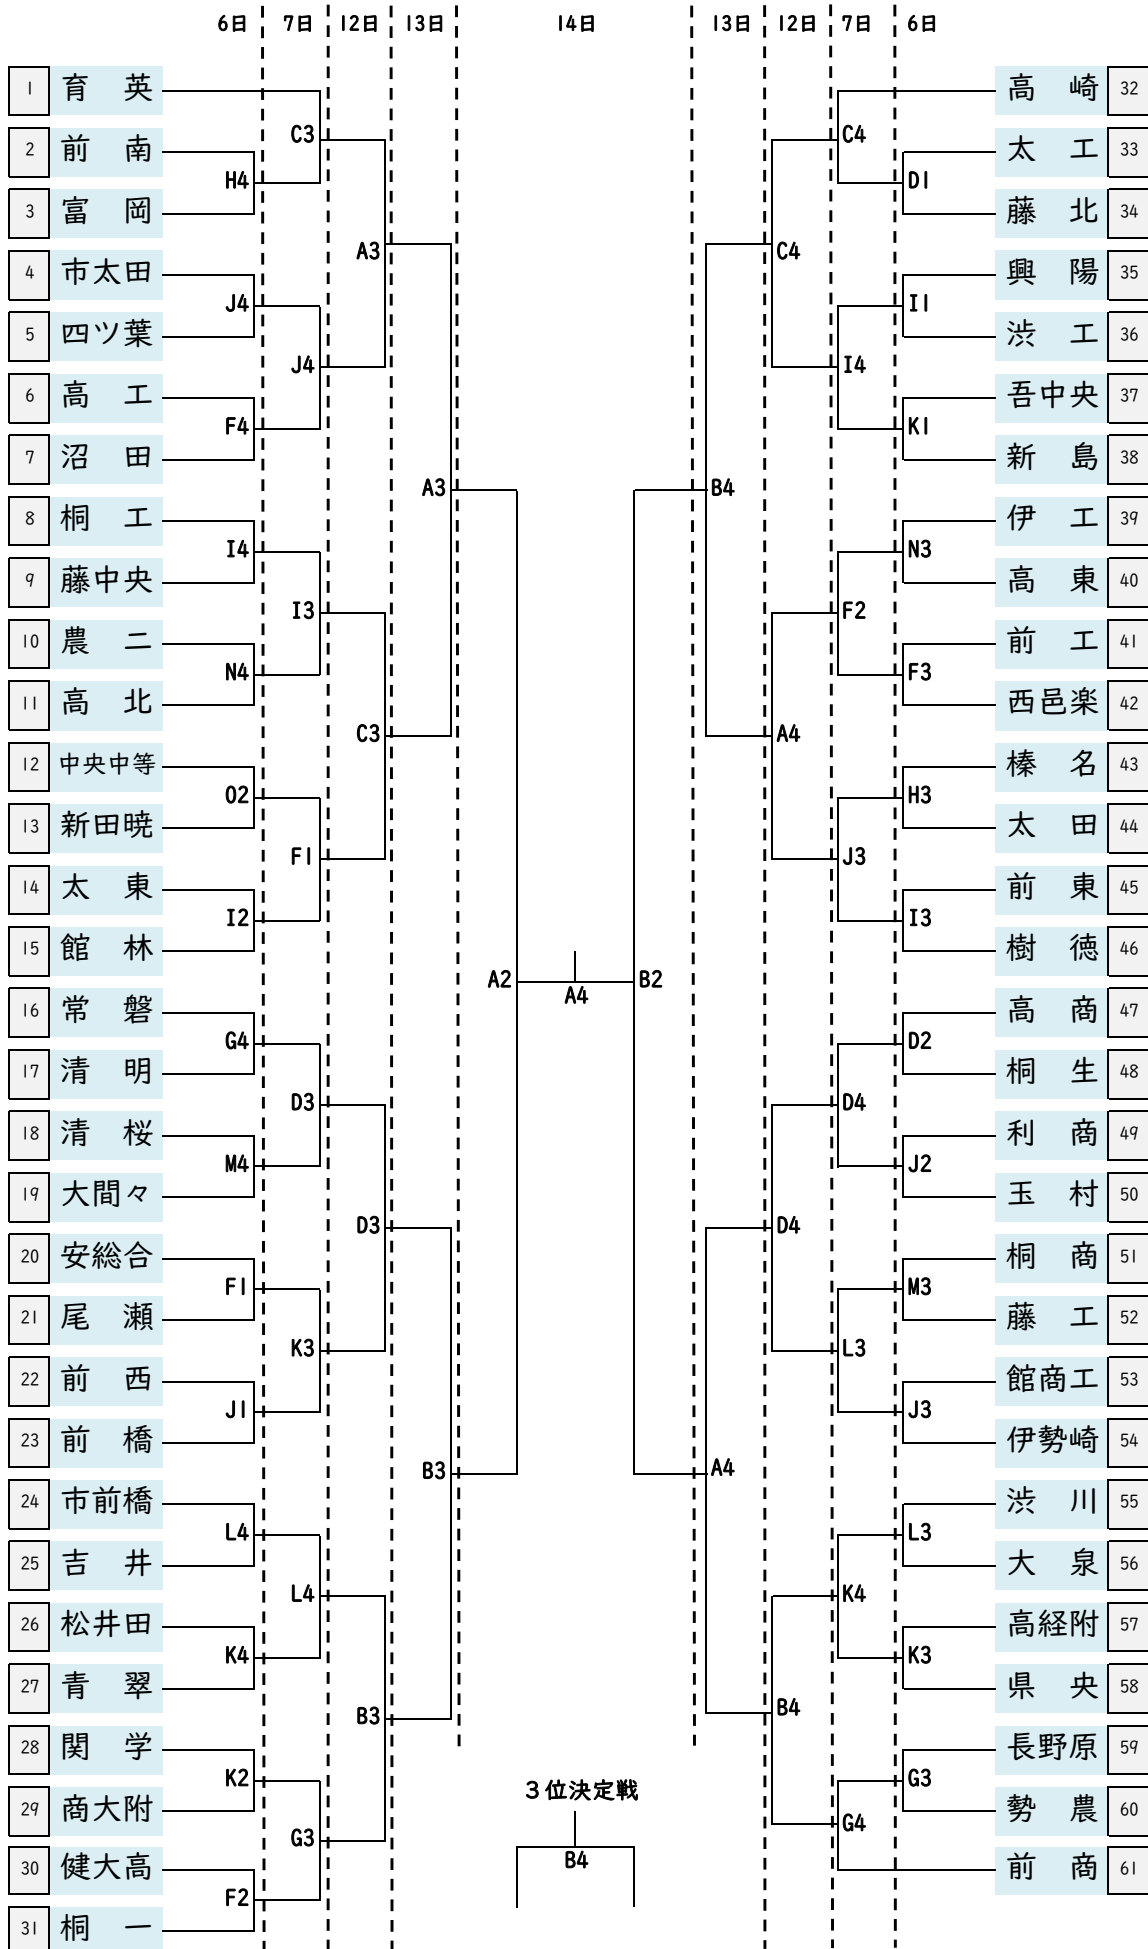 6日 7日 12日 13日 14日 13日 12日 7日 6日
1 育 英
2 前 南
3 富 岡
4 市太田
5 四ツ葉
6 高 工
7 沼 田
8 桐 工
9 藤中央
10 農 二
11 高 北
12 中央中等
13 新田暁
14 太 東
15 館 林
16 常 磐
17 清 明
18 清 桜
19 大間々
20 安総合
21 尾 瀬
22 前 西
23 前 橋
24 市前橋
25 吉 井
26 松井田
27 青 翠
28 関 学
29 商大附
30 健大高
31 桐 一
H4
J4
F4
I4
N4
O2
I2
G4
M4
F1
J1
L4
K4
K2
F2
C3
J4
I3
F1
D3
K3
L4
G3
A3
C3
D3
B3
A3
B3
A2
A4
B2
B4
A4
C4
A4
D4
B4
C4
I4
F2
J3
D4
L3
K4
G4
D1
I1
K1
N3
F3
H3
I3
D2
J2
M3
J3
L3
K3
G3
高 崎 32
太 工 33
藤 北 34
興 陽 35
渋 工 36
吾中央 37
新 島 38
伊 工 39
高 東 40
前 工 41
西邑楽 42
榛 名 43
太 田 44
前 東 45
樹 徳 46
高 商 47
桐 生 48
利 商 49
玉 村 50
桐 商 51
藤 工 52
館商工 53
伊勢崎 54
渋 川 55
大 泉 56
高経附 57
県 央 58
長野原 59
勢 農 60
前 商 61
3位決定戦
B4